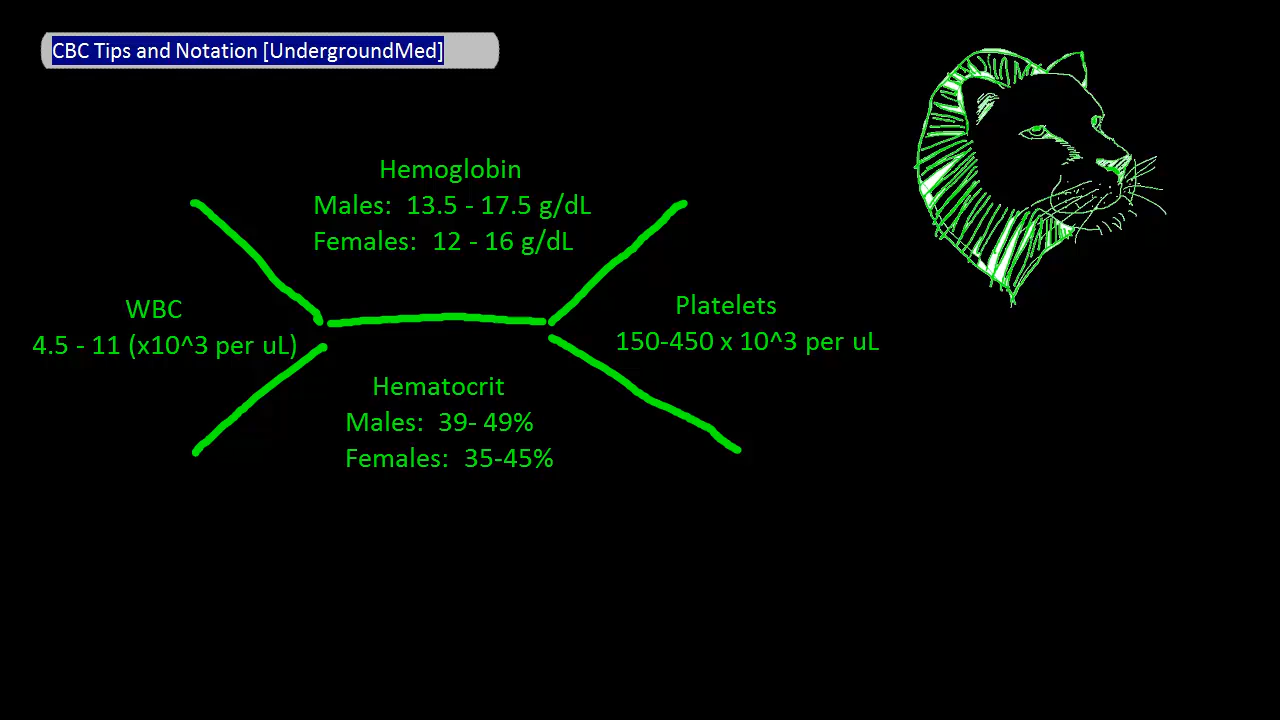 CBC Tips and Notation [UndergroundMed]
Hemoglobin
Males:  13.5 - 17.5 g/dL
Females:  12 - 16 g/dL
WBC
4.5 - 11 (x10^3 per uL)
Platelets
150-450 x 10^3 per uL
Hematocrit
Males:  39- 49%
Females:  35-45%